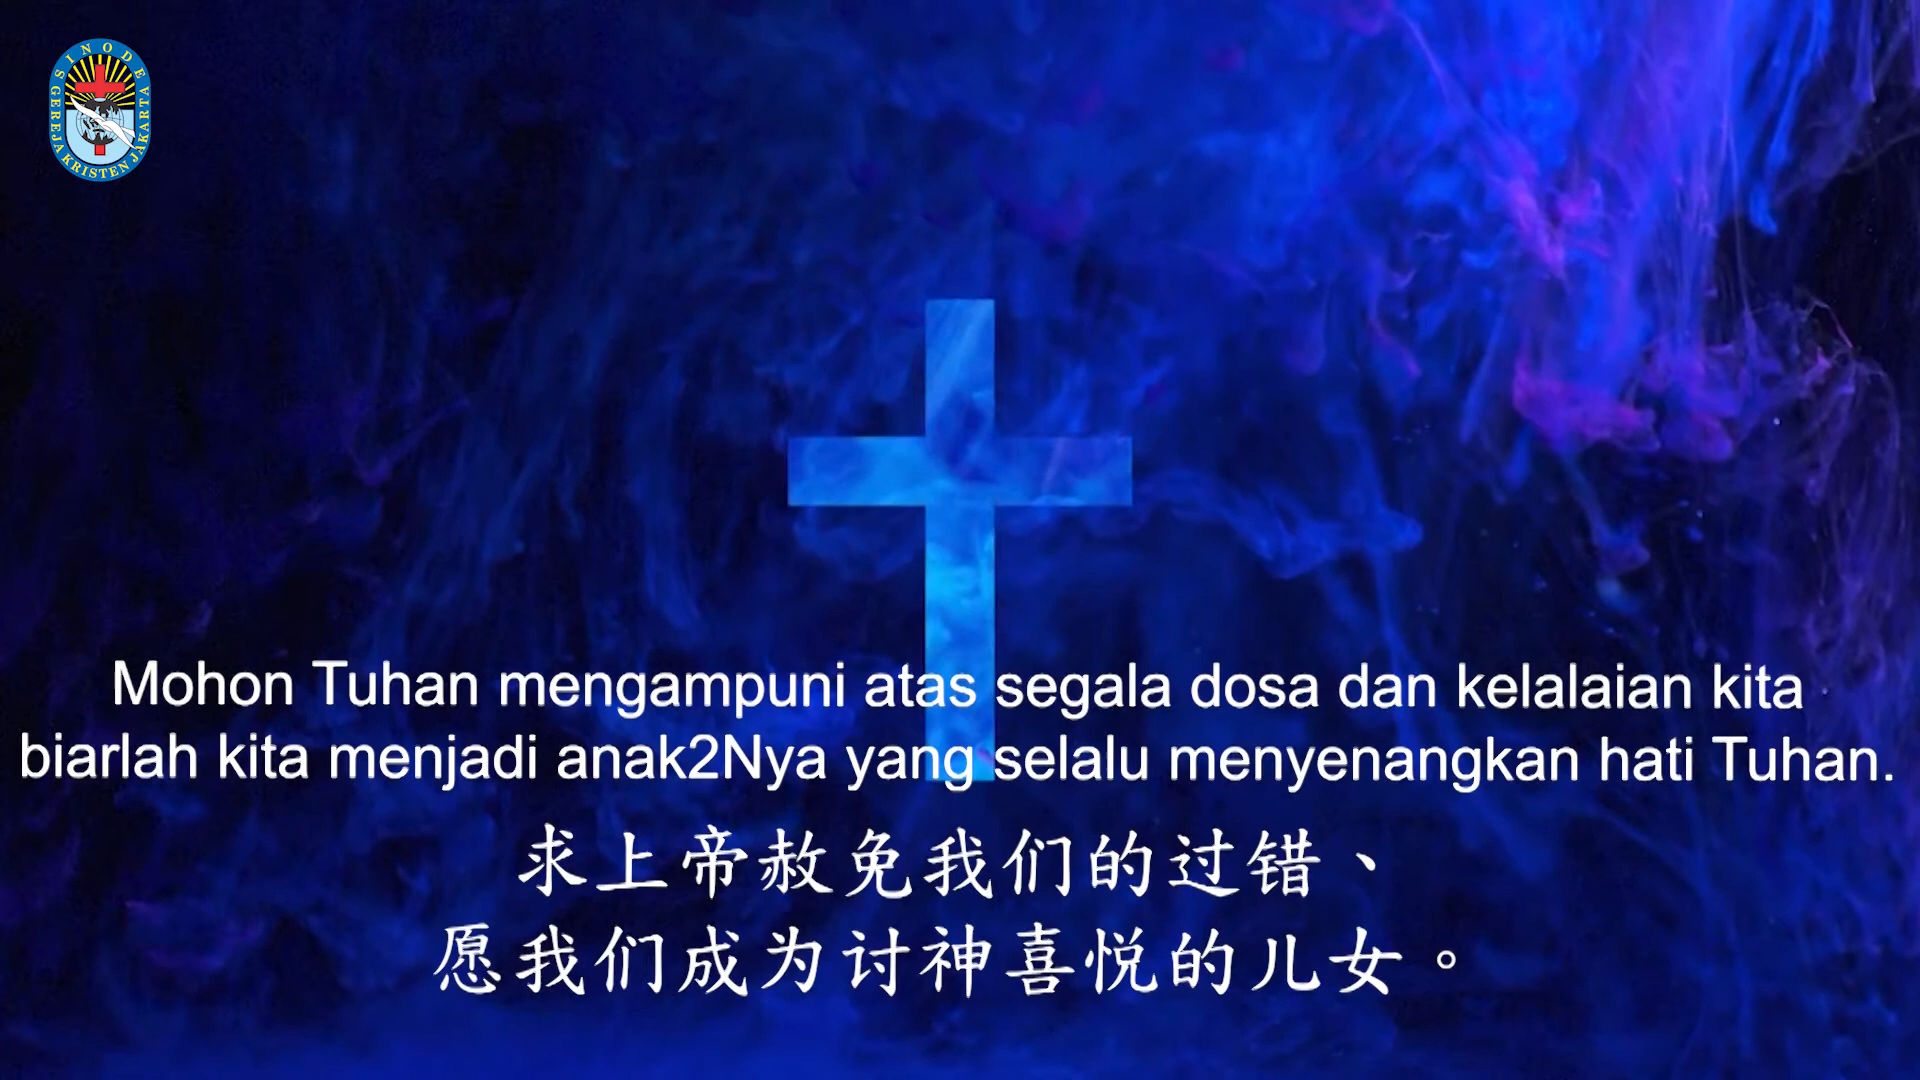 SINODE
GEREJA KRISTEN JAKARTA
Mohon Tuhan mengampuni atas segala dosa dan kelalaian kita
biarlah kita menjadi anak2Nya yang selalu menyenangkan hati Tuhan.
求上帝赦免我们的过错、
愿我们成为讨神喜悦的儿女。